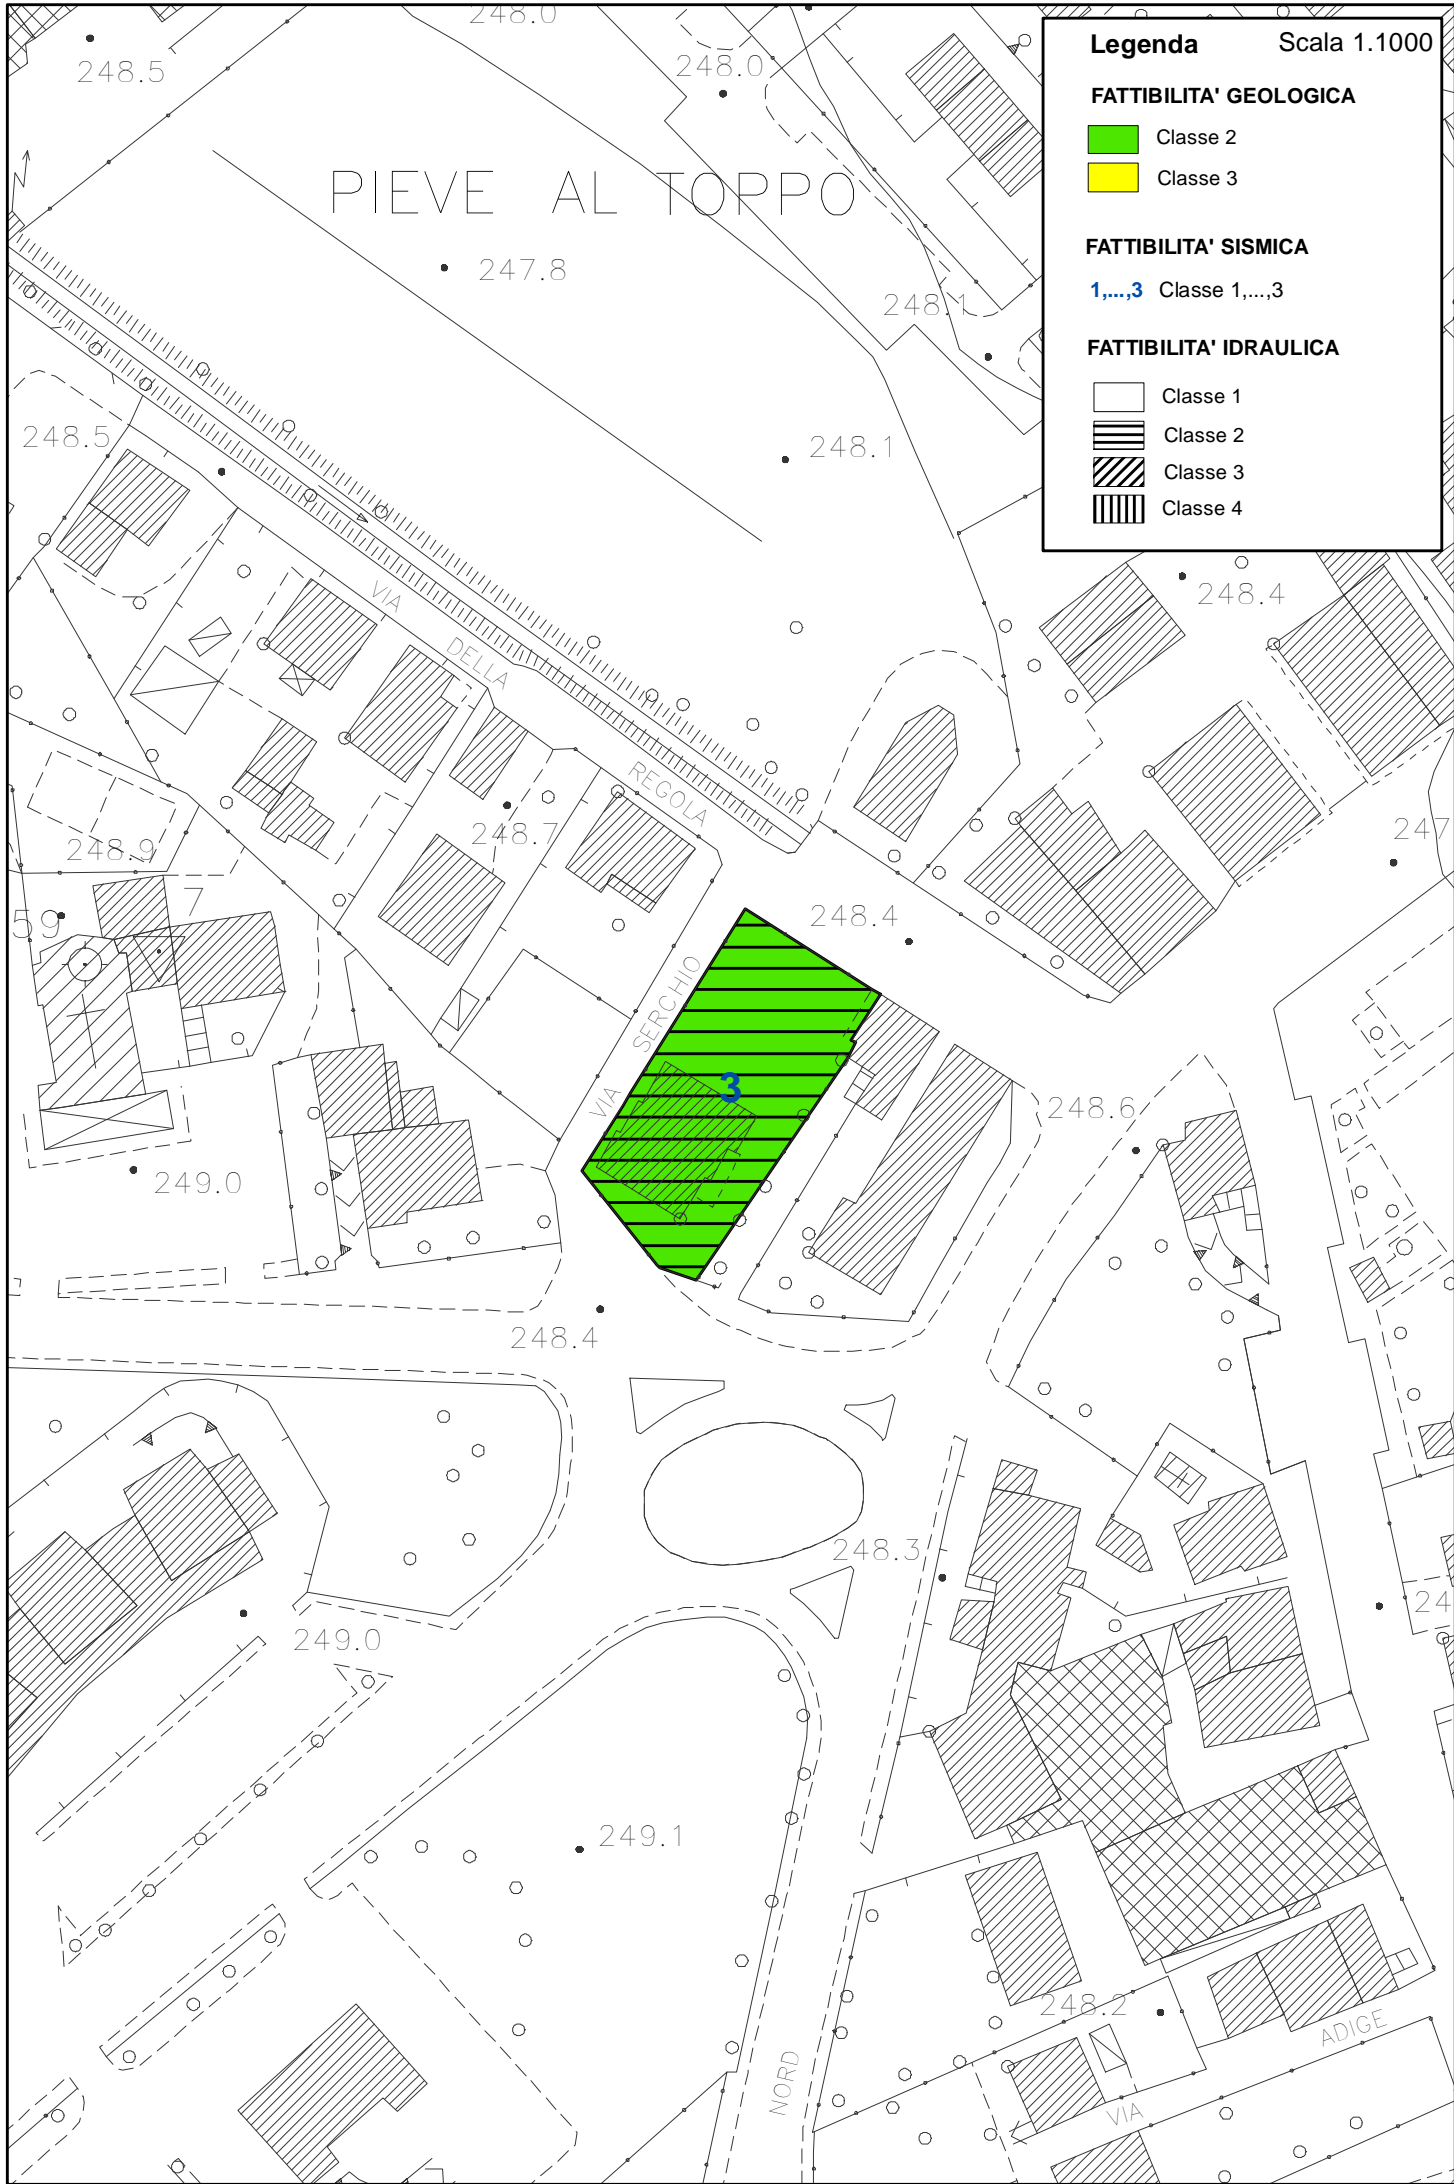 248.0
Legenda Scala 1.1000
248.5
248.0
FATTIBILITA' GEOLOGICA
Classe 2
Classe 3
PIEVE AL TOPPO
FATTIBILITA' SISMICA
247.8
1,...,3 Classe 1,...,3
248.1
FATTIBILITA' IDRAULICA
Classe 1
248.5
Classe 2
248.1
Classe 3
Classe 4
248.4
VIA
DELLA
REGOLA
248.7
247
248.9
7
59
248.4
SERCHIO
3
VIA
248.6
249.0
248.4
248.3
24
249.0
249.1
248.2
ADIGE
NORD
VIA